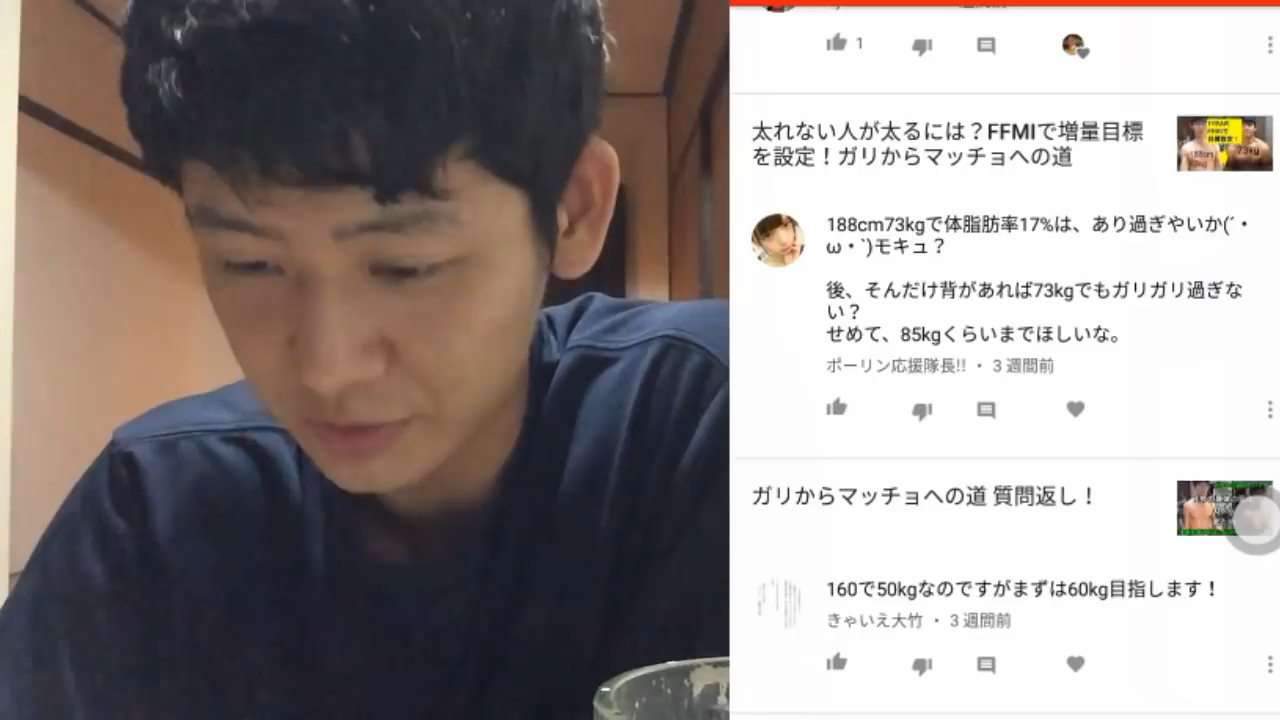 1
太れない人が太るには？FFMIで増量目標
を設定！ガリからマッチョへの道
188cm
73kg
188cm73kgで体脂肪率17%は、あり過ぎやいか(´・
ω・`)モキュ？
後、そんだけ背があれば73kgでもガリガリ過ぎな
い？
せめて、85kgくらいまでほしいな。
ポーリン応援隊長!! ・ 3 週間前
ガリからマッチョへの道 質問返し！
160で50kgなのですがまずは60kg目指します！
きゃいえ大竹 ・ 3 週間前